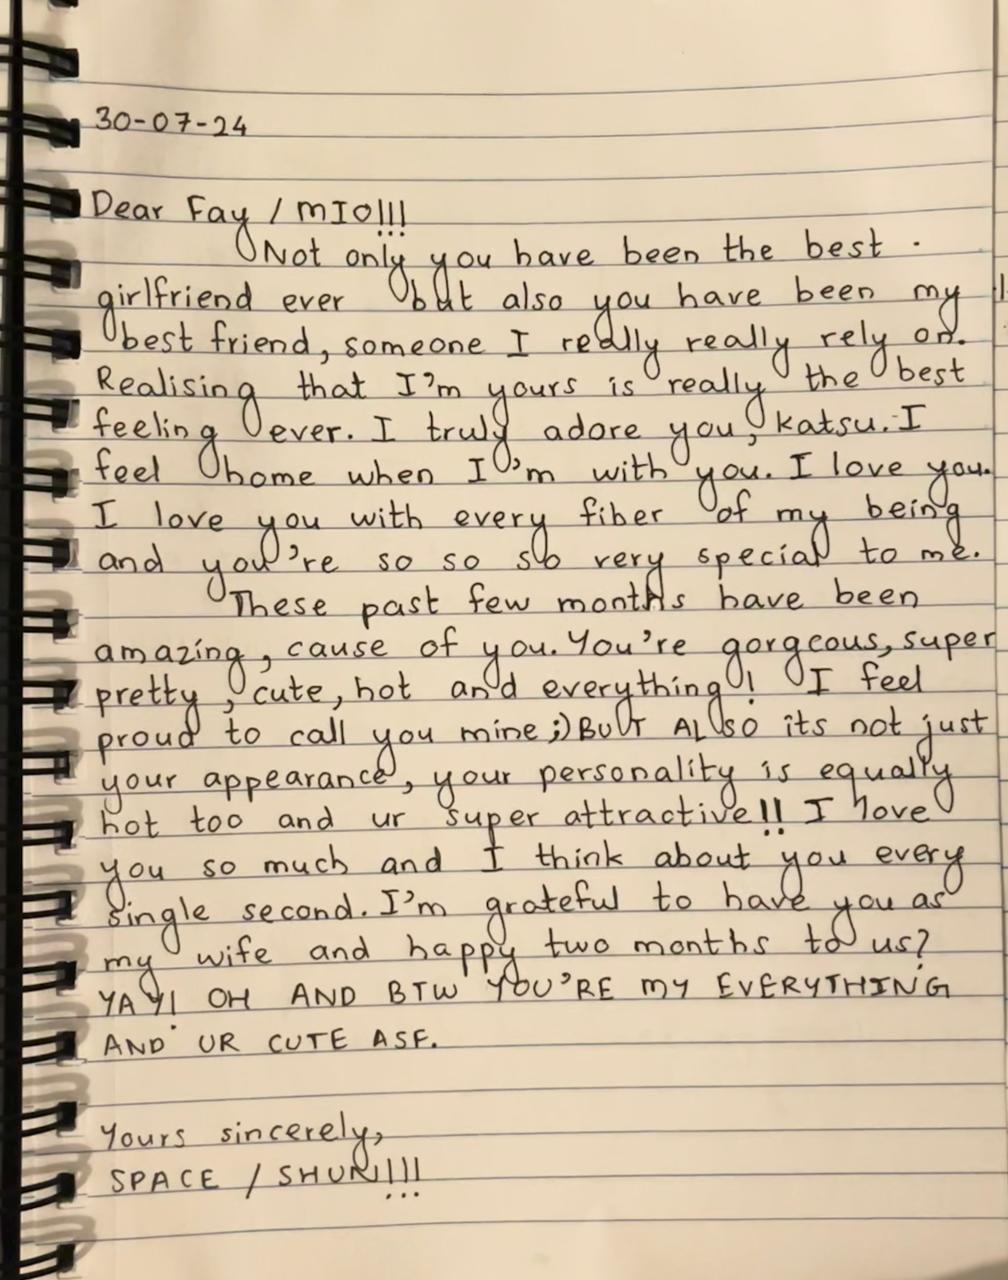 30-07-24
Dear Fay / MIO!!!
Not only you have been the best
girlfriend ever but also you have been my
best friend, someone I really really rely on.
Realising that I'm yours is really the best
feeling ever. I truly adore you, katsu. I
feel home when I'm with you. I love you.
I love you with every fiber of my being
and you're so so so very special to me.
These past few months have been
amazing, cause of you. You're gorgeous, super
pretty, cute, hot and everything! I feel
proud to call you mine ;) BUT ALSO its not just
your appearance, your personality is equally
hot too and ur super attractive!! I love
you so much and I think about you every
single second. I'm grateful to have you as
my wife and happy two months to us?
YAY! OH AND BTW YOU'RE MY EVERYTHING
AND UR CUTE ASF.
Yours sincerely,
SPACE / SHUN!!!